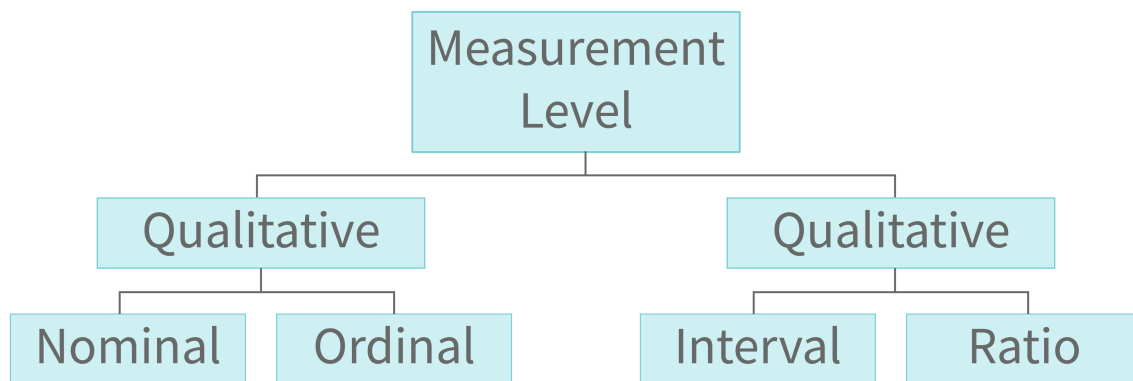 Measurement
Level
Qualitative
Qualitative
Nominal
Ordinal
Interval
Ratio